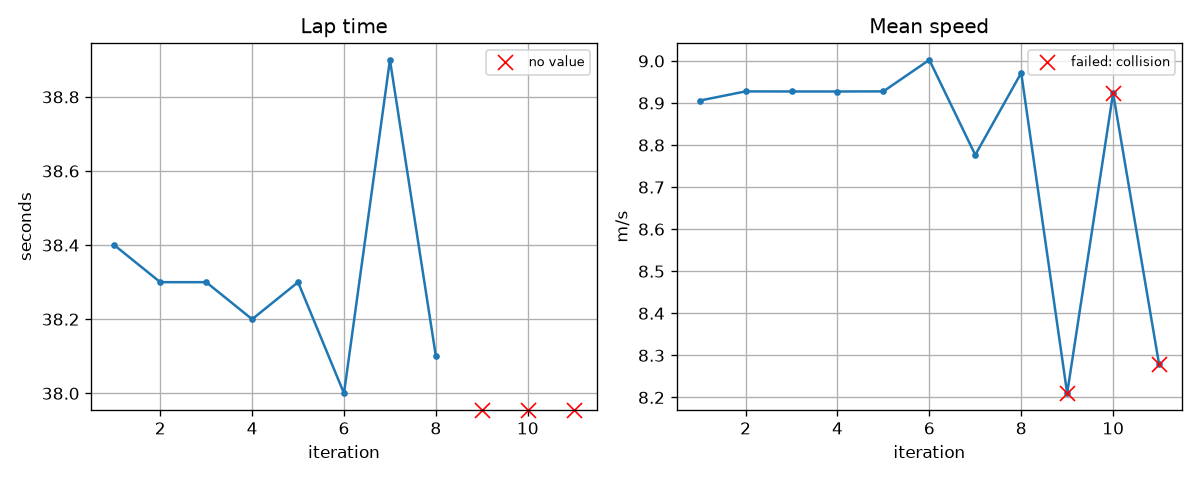 Lap time
no value
38.8
38.6
38.4
38.2
38.0
seconds
2 4 6 8 10
iteration
Mean speed
failed: collision
9.0
8.9
8.8
8.7
8.6
8.5
8.4
8.3
8.2
m/s
2 4 6 8 10
iteration